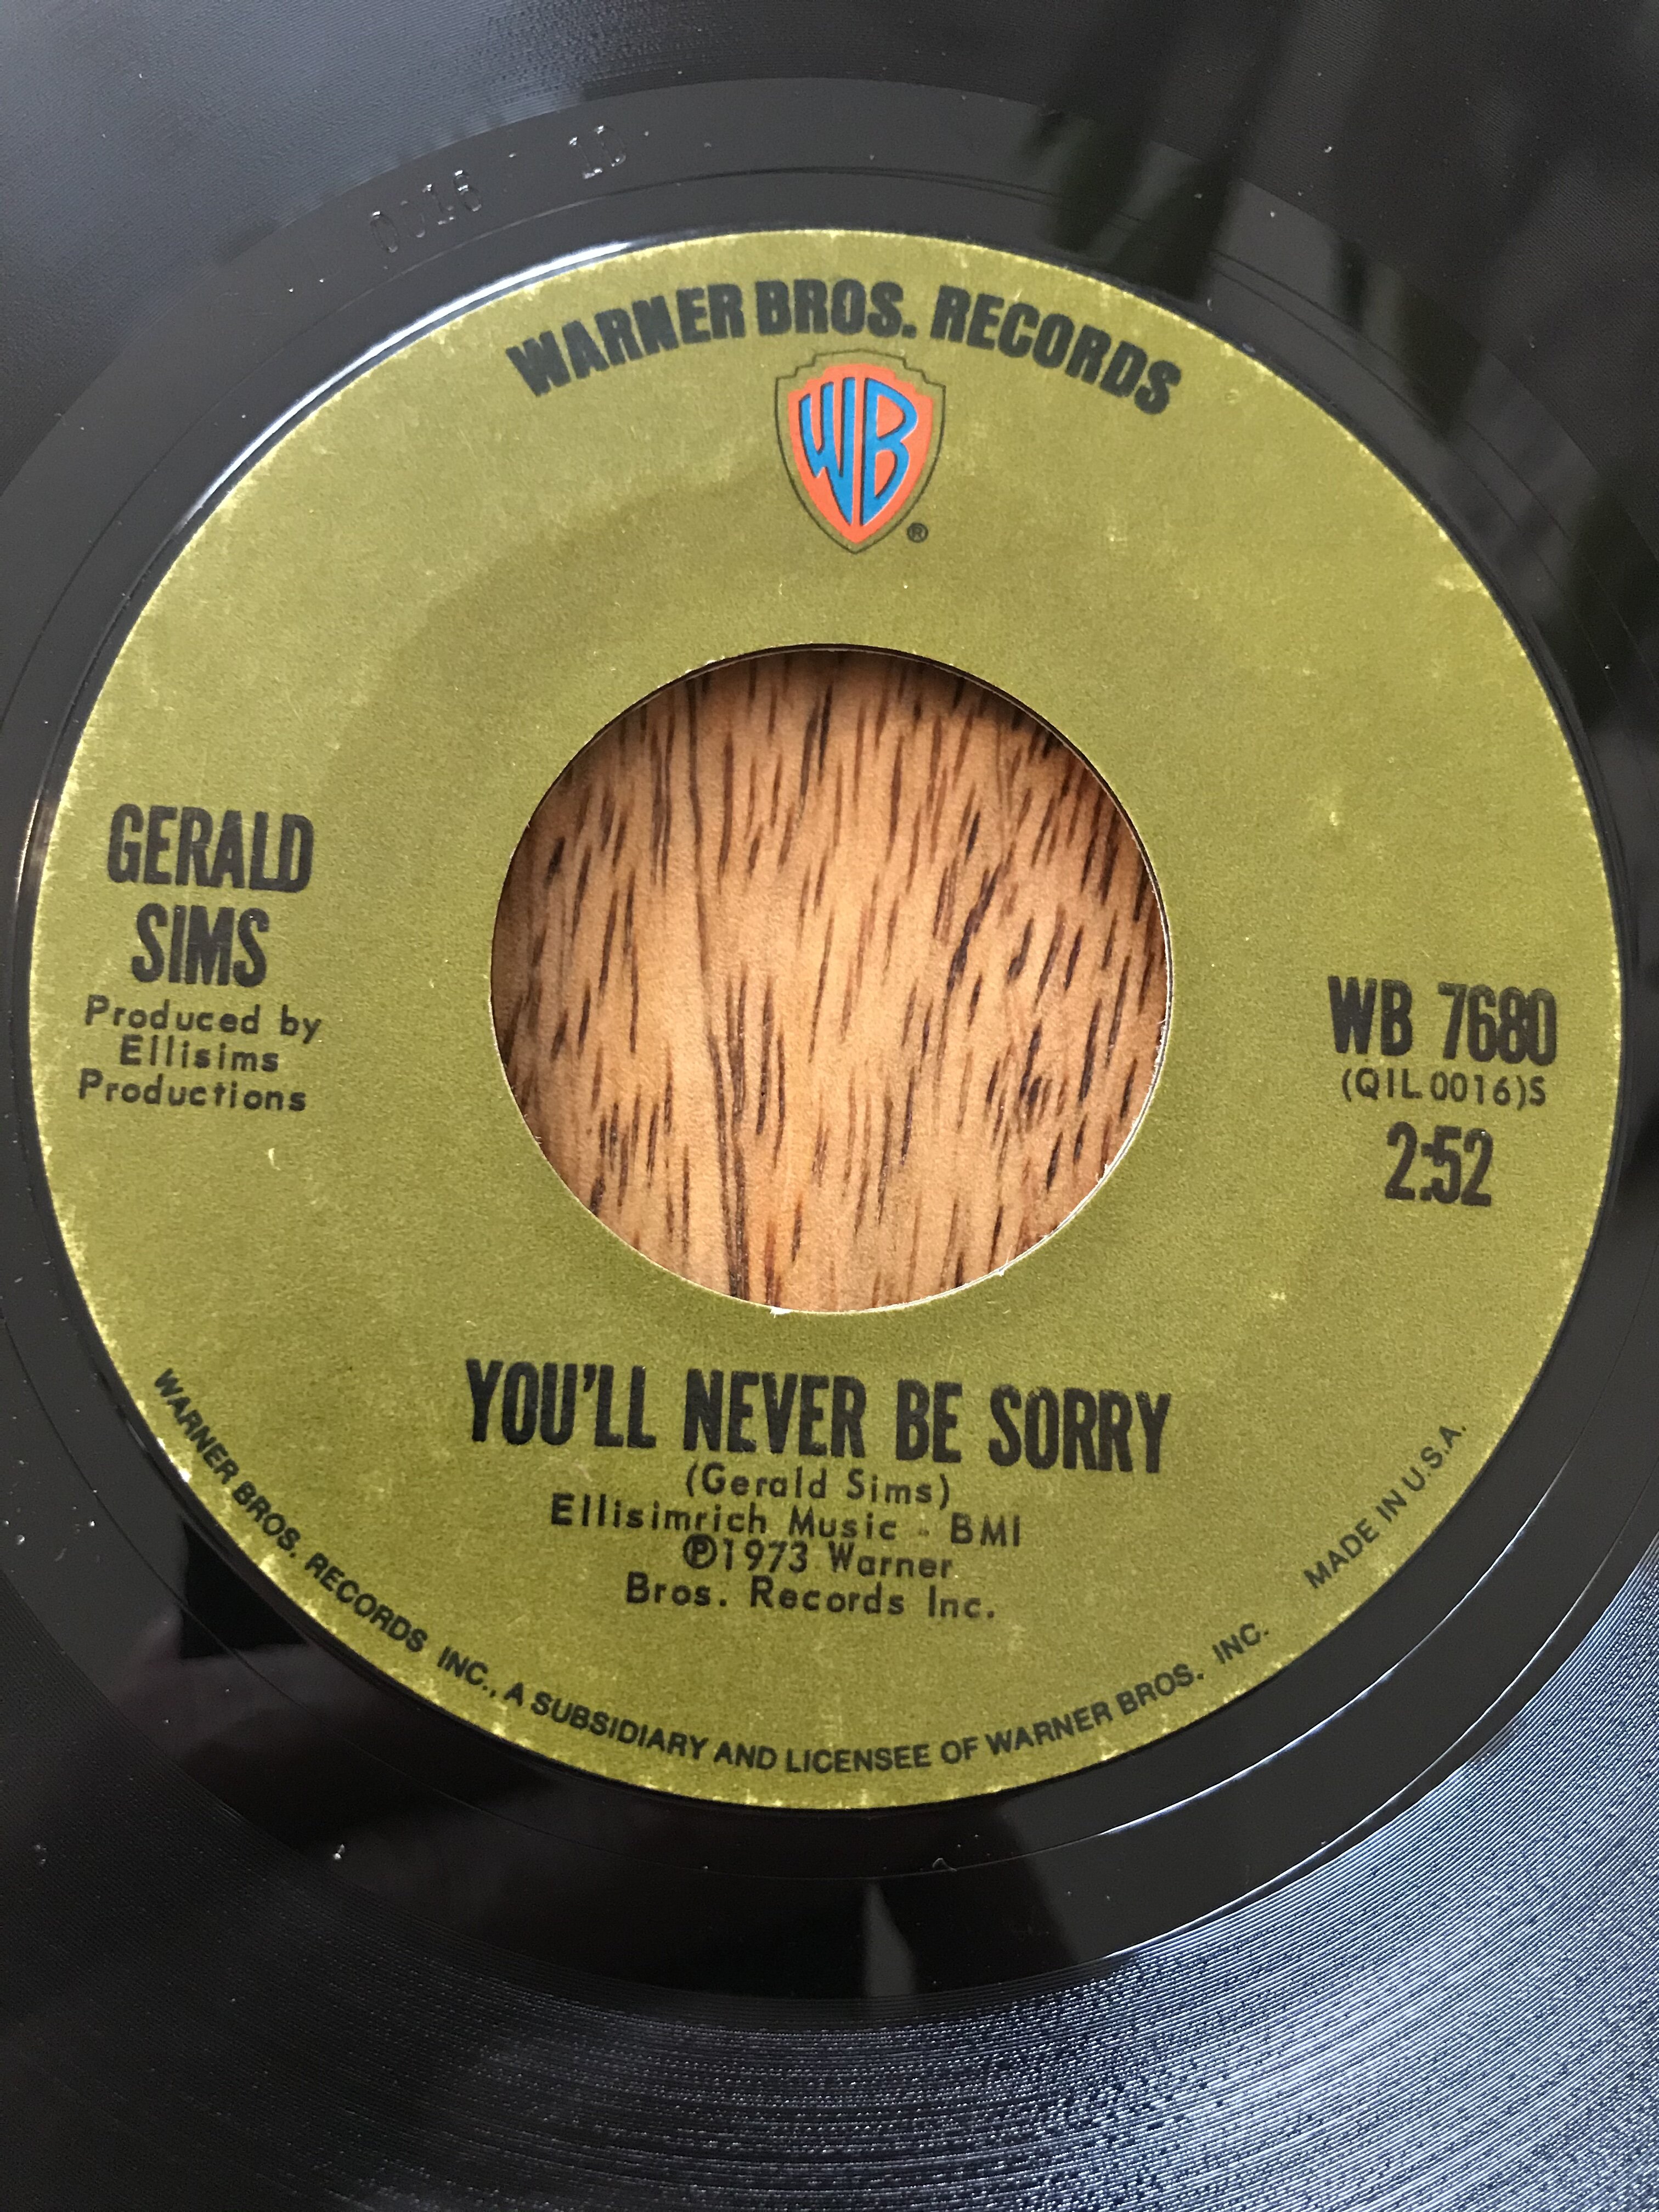 0016 - 1D
WARNER BROS. RECORDS
WB
®
GERALD
SIMS
Produced by
Ellisims
Productions
WB 7680
(QIL 0016)S
2:52
YOU'LL NEVER BE SORRY
(Gerald Sims)
Ellisimrich Music - BMI
℗1973 Warner
Bros. Records Inc.
WARNER BROS. RECORDS INC., A SUBSIDIARY AND LICENSEE OF WARNER BROS. INC. MADE IN U.S.A.